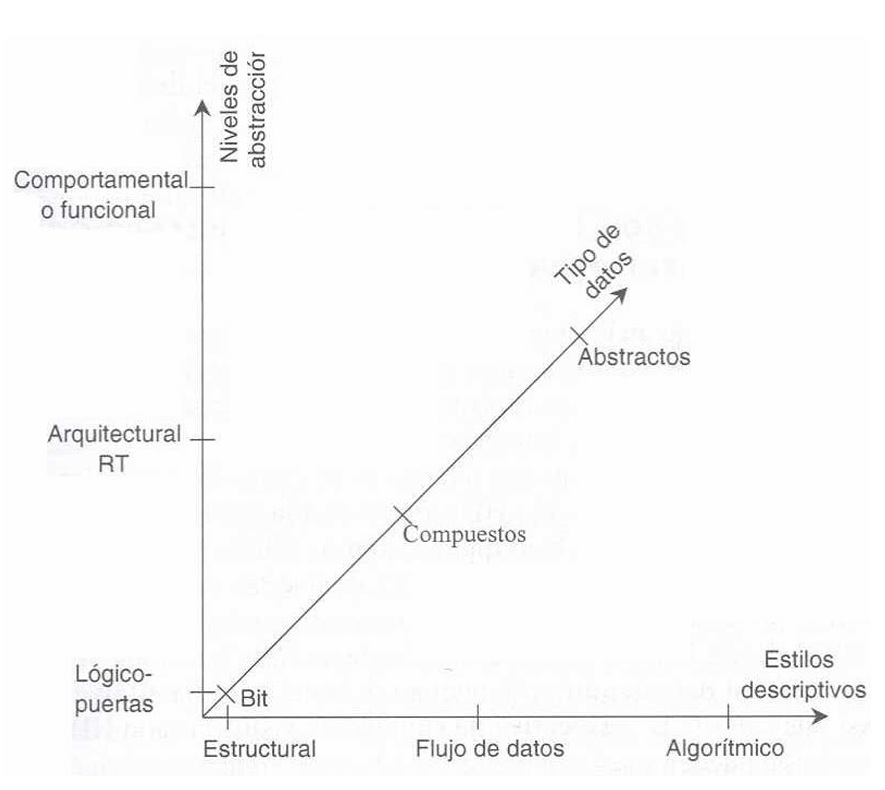 Niveles de
abstracción
Comportamental
o funcional
Tipo de
datos
Abstractos
Arquitectural
RT
Compuestos
Lógico-
puertas
Bit
Estilos
descriptivos
Estructural
Flujo de datos
Algorítmico